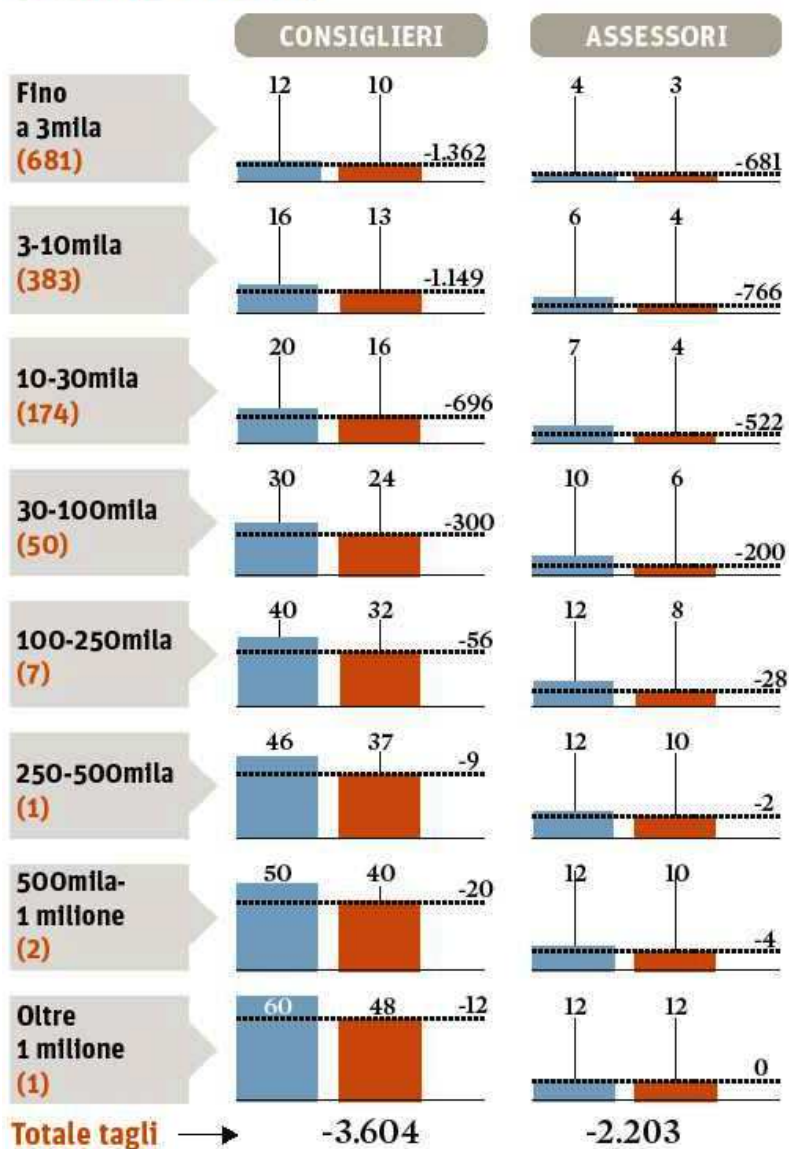 CONSIGLIERI ASSESSORI
Fino
a 3mila
(681)
12 10 -1.362 4 3 -681
3-10mila
(383)
16 13 -1.149 6 4 -766
10-30mila
(174)
20 16 -696 7 4 -522
30-100mila
(50)
30 24 -300 10 6 -200
100-250mila
(7)
40 32 -56 12 8 -28
250-500mila
(1)
46 37 -9 12 10 -2
500mila-
1 milione
(2)
50 40 -20 12 10 -4
Oltre
1 milione
(1)
60 48 -12 12 12 0
Totale tagli -3.604 -2.203